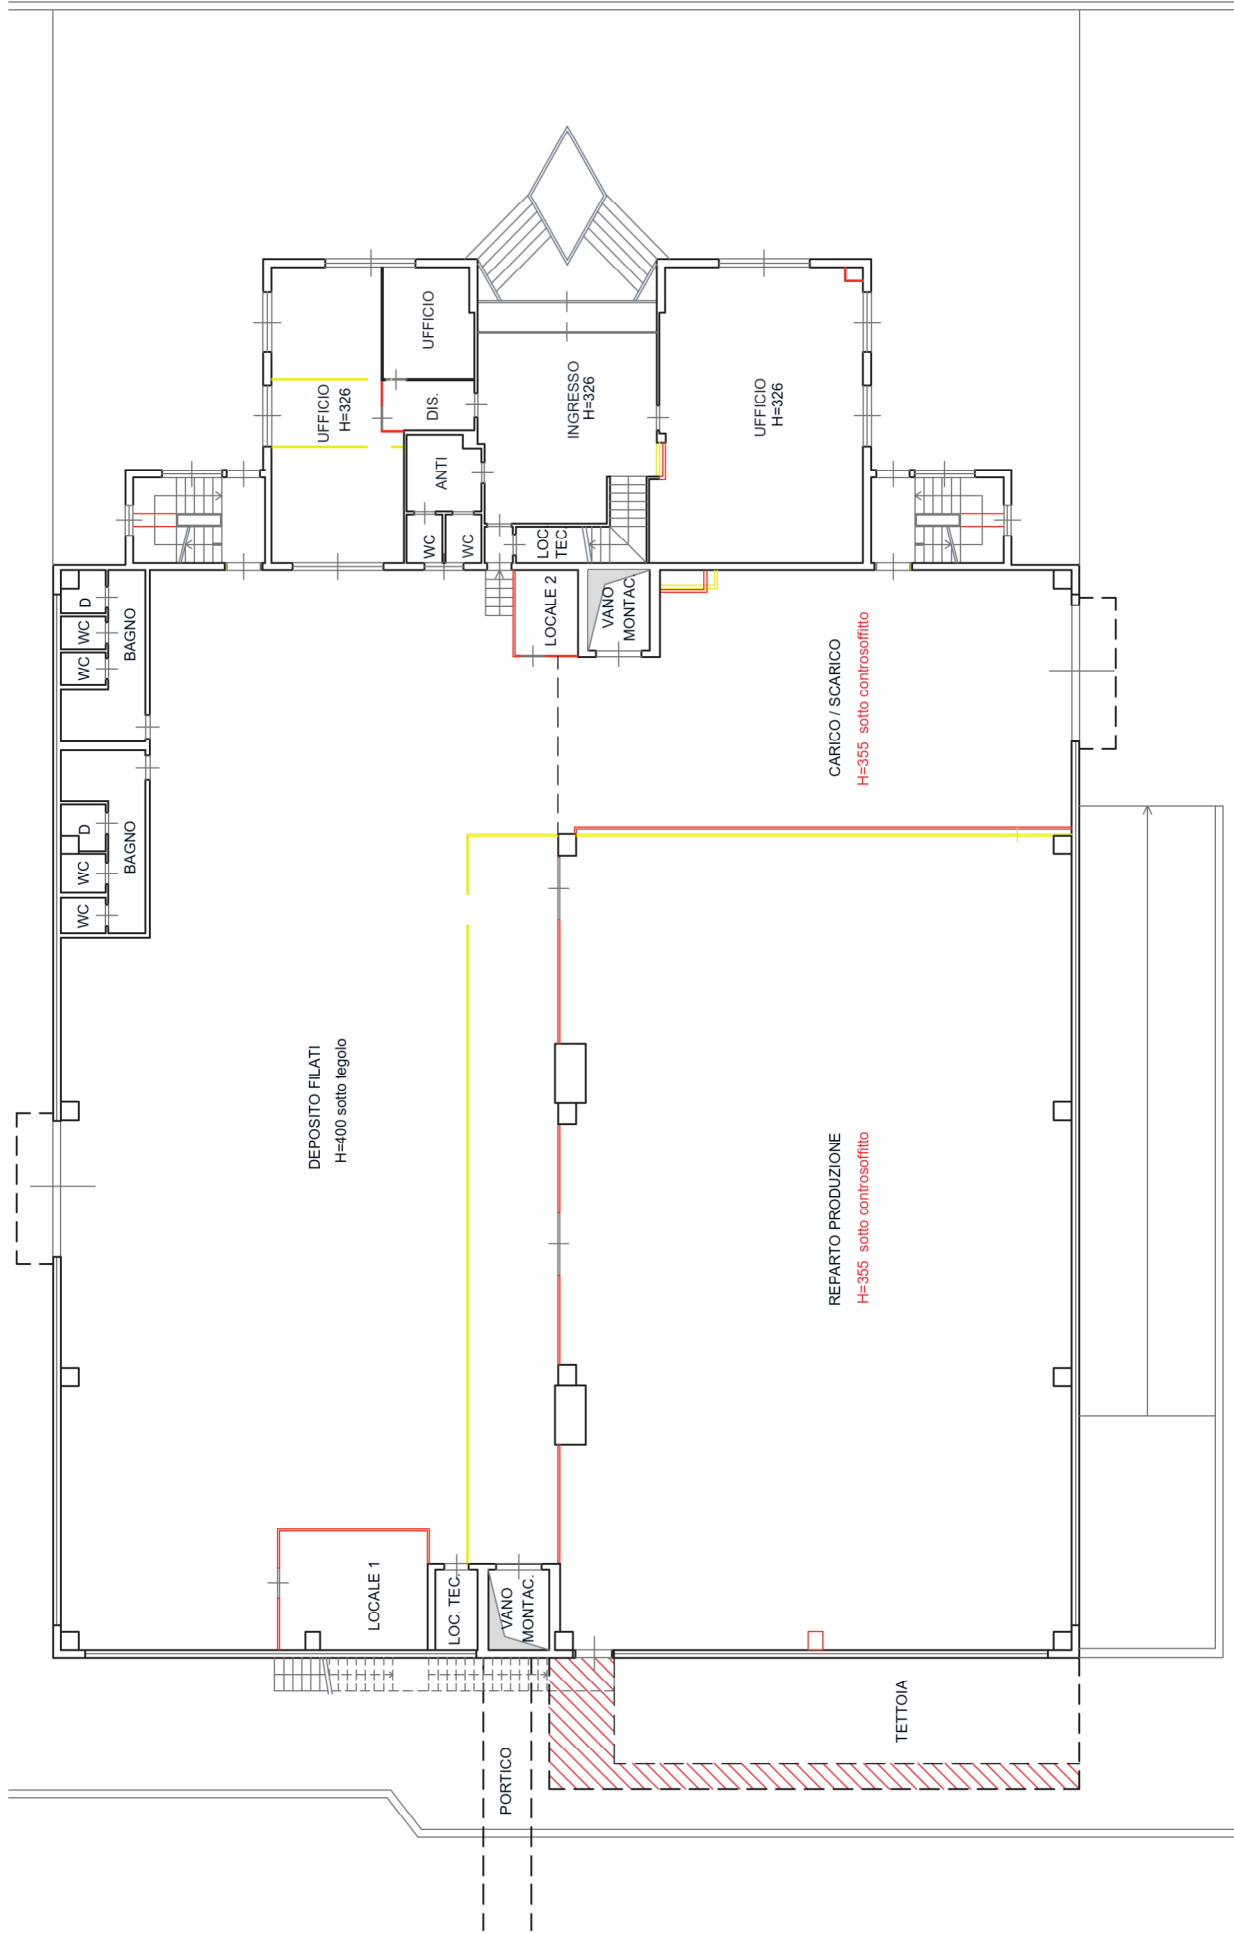 UFFICIO
UFFICIO
H=326
DIS.
ANTI
WC
WC
INGRESSO
H=326
UFFICIO
H=326
LOC.
TEC.
LOCALE 2
VANO
MONTAC.
D
WC
WC
BAGNO
D
WC
WC
BAGNO
CARICO / SCARICO
H=355 sotto controsoffitto
DEPOSITO FILATI
H=400 sotto tegolo
REPARTO PRODUZIONE
H=355 sotto controsoffitto
LOCALE 1
LOC. TEC.
VANO
MONTAC.
TETTOIA
PORTICO